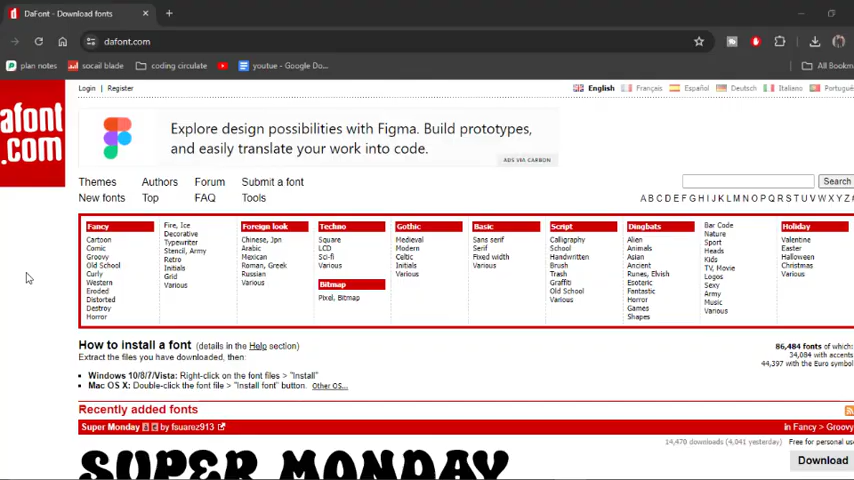 DaFont - Download fonts
dafont.com
plan notes socail blade coding circulate youtue - Google Do... All Bookm
Login | Register English Français Español Deutsch Italiano Português
afont
.com
Explore design possibilities with Figma. Build prototypes,
and easily translate your work into code.
ADS VIA CARBON
Themes Authors Forum Submit a font
New fonts Top FAQ Tools
Search
A B C D E F G H I J K L M N O P Q R S T U V W X Y Z #
Fancy
Cartoon
Comic
Groovy
Old School
Curly
Western
Eroded
Distorted
Destroy
Horror
Fire, Ice
Decorative
Typewriter
Stencil, Army
Retro
Initials
Grid
Various
Foreign look
Chinese, Jpn
Arabic
Mexican
Roman, Greek
Russian
Various
Techno
Square
LCD
Sci-fi
Various
Bitmap
Pixel, Bitmap
Gothic
Medieval
Modern
Celtic
Initials
Various
Basic
Sans serif
Serif
Fixed width
Various
Script
Calligraphy
School
Handwritten
Brush
Trash
Graffiti
Old School
Various
Dingbats
Alien
Animals
Asian
Ancient
Runes, Elvish
Esoteric
Fantastic
Horror
Games
Shapes
Bar Code
Nature
Sport
Heads
Kids
TV, Movie
Logos
Sexy
Army
Music
Various
Holiday
Valentine
Easter
Halloween
Christmas
Various
How to install a font (details in the Help section)
Extract the files you have downloaded, then:
Windows 10/8/7/Vista: Right-click on the font files > "Install"
Mac OS X: Double-click the font file > "Install font" button. Other OS...
86,484 fonts of which:
34,084 with accents
44,397 with the Euro symbol
Recently added fonts
Super Monday by fsuarez913 in Fancy > Groovy
14,470 downloads (4,041 yesterday) Free for personal us
SUPER MONDAY
Download